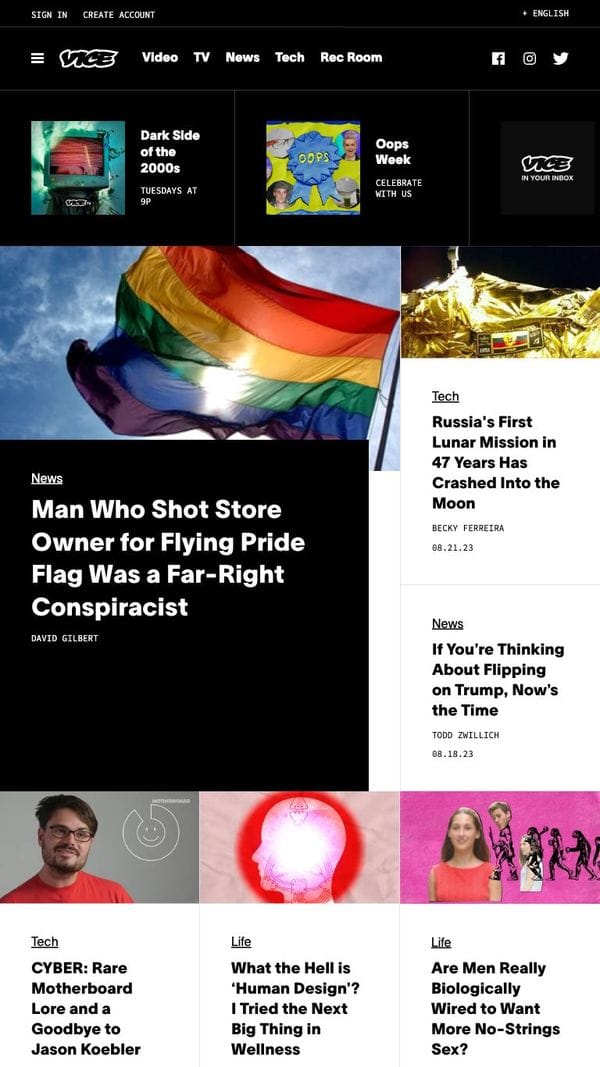 SIGN IN CREATE ACCOUNT
+ ENGLISH
VICE
Video TV News Tech Rec Room
Dark Side
of the
2000s
TUESDAYS AT
9P
VICE
OOPS
Oops
Week
CELEBRATE
WITH US
VICE
IN YOUR INBOX
News
Man Who Shot Store
Owner for Flying Pride
Flag Was a Far-Right
Conspiracist
DAVID GILBERT
Tech
Russia's First
Lunar Mission in
47 Years Has
Crashed Into the
Moon
BECKY FERREIRA
08.21.23
News
If You're Thinking
About Flipping
on Trump, Now's
the Time
TODD ZWILLICH
08.18.23
MOTHERBOARD
Tech
CYBER: Rare
Motherboard
Lore and a
Goodbye to
Jason Koebler
Life
What the Hell is
‘Human Design’?
I Tried the Next
Big Thing in
Wellness
Life
Are Men Really
Biologically
Wired to Want
More No-Strings
Sex?